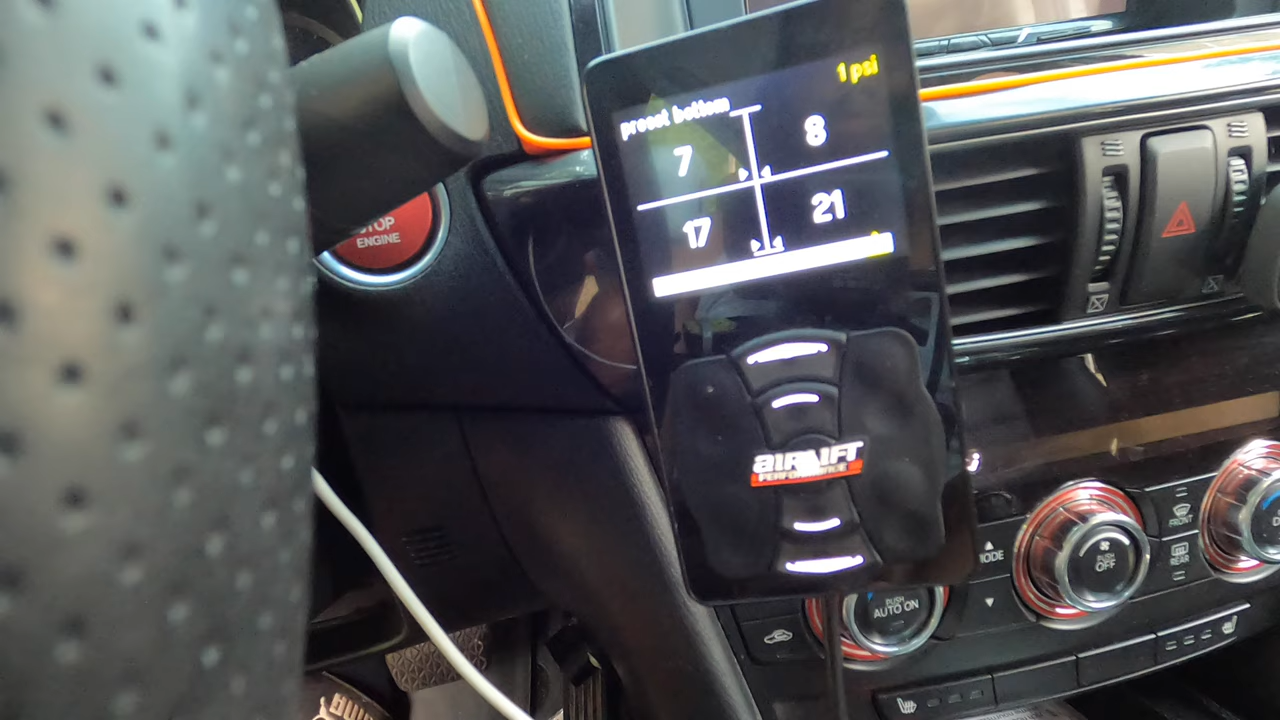 1 psi
preset bottom
7
8
17
21
STOP
ENGINE
AIRLIFT
PERFORMANCE
MODE
PUSH
OFF
FRONT
REAR
PUSH
AUTO ON